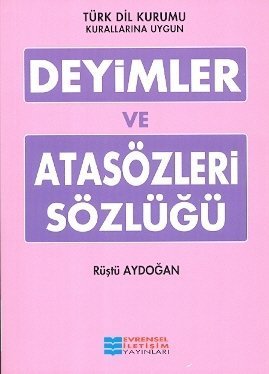 TÜRK DİL KURUMU
KURALLARINA UYGUN
DEYİMLER
VE
ATASÖZLERİ
SÖZLÜĞÜ
Rüştü AYDOĞAN
EVRENSEL
İLETİŞİM
YAYINLARI